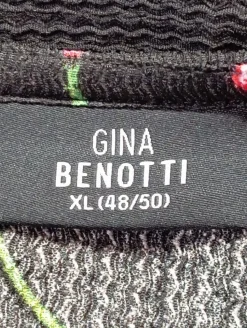 GINA
BENOTTI
XL (48/50)